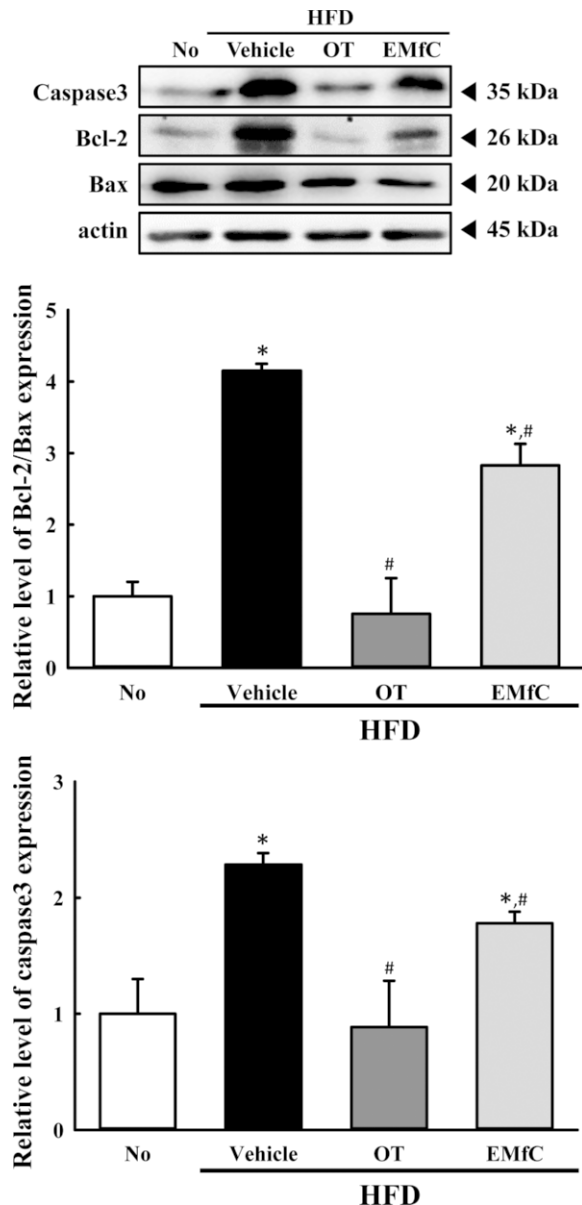 HFD
No Vehicle OT EMfC
Caspase3 ◄ 35 kDa
Bcl-2 ◄ 26 kDa
Bax ◄ 20 kDa
actin ◄ 45 kDa
Relative level of Bcl-2/Bax expression
5
4
3
2
1
0
*
#
*,#
No Vehicle OT EMfC
HFD
Relative level of caspase3 expression
3
2
1
0
*
#
*,#
No Vehicle OT EMfC
HFD